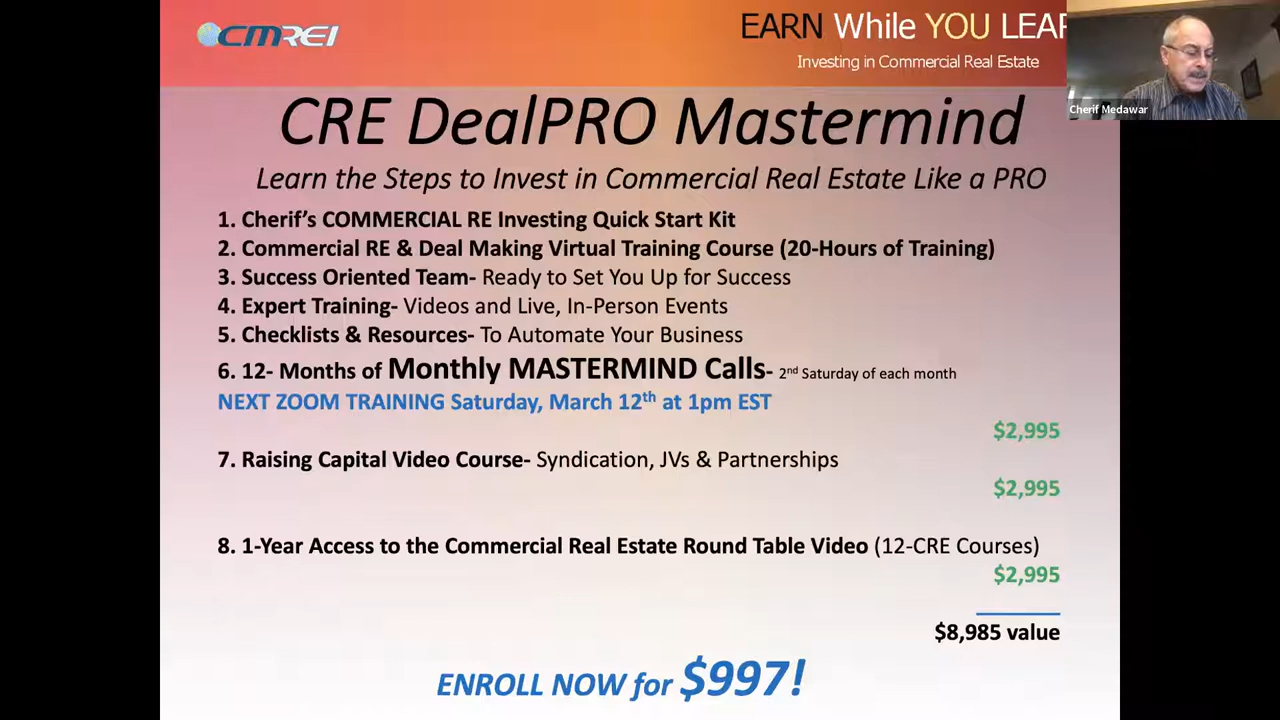 CMREI
EARN While YOU LEAR
Investing in Commercial Real Estate
Cherif Medawar
CRE DealPRO Mastermind
Learn the Steps to Invest in Commercial Real Estate Like a PRO
1. Cherif's COMMERCIAL RE Investing Quick Start Kit
2. Commercial RE & Deal Making Virtual Training Course (20-Hours of Training)
3. Success Oriented Team- Ready to Set You Up for Success
4. Expert Training- Videos and Live, In-Person Events
5. Checklists & Resources- To Automate Your Business
6. 12- Months of Monthly MASTERMIND Calls- 2nd Saturday of each month
NEXT ZOOM TRAINING Saturday, March 12th at 1pm EST
$2,995
7. Raising Capital Video Course- Syndication, JVs & Partnerships
$2,995
8. 1-Year Access to the Commercial Real Estate Round Table Video (12-CRE Courses)
$2,995
$8,985 value
ENROLL NOW for $997!